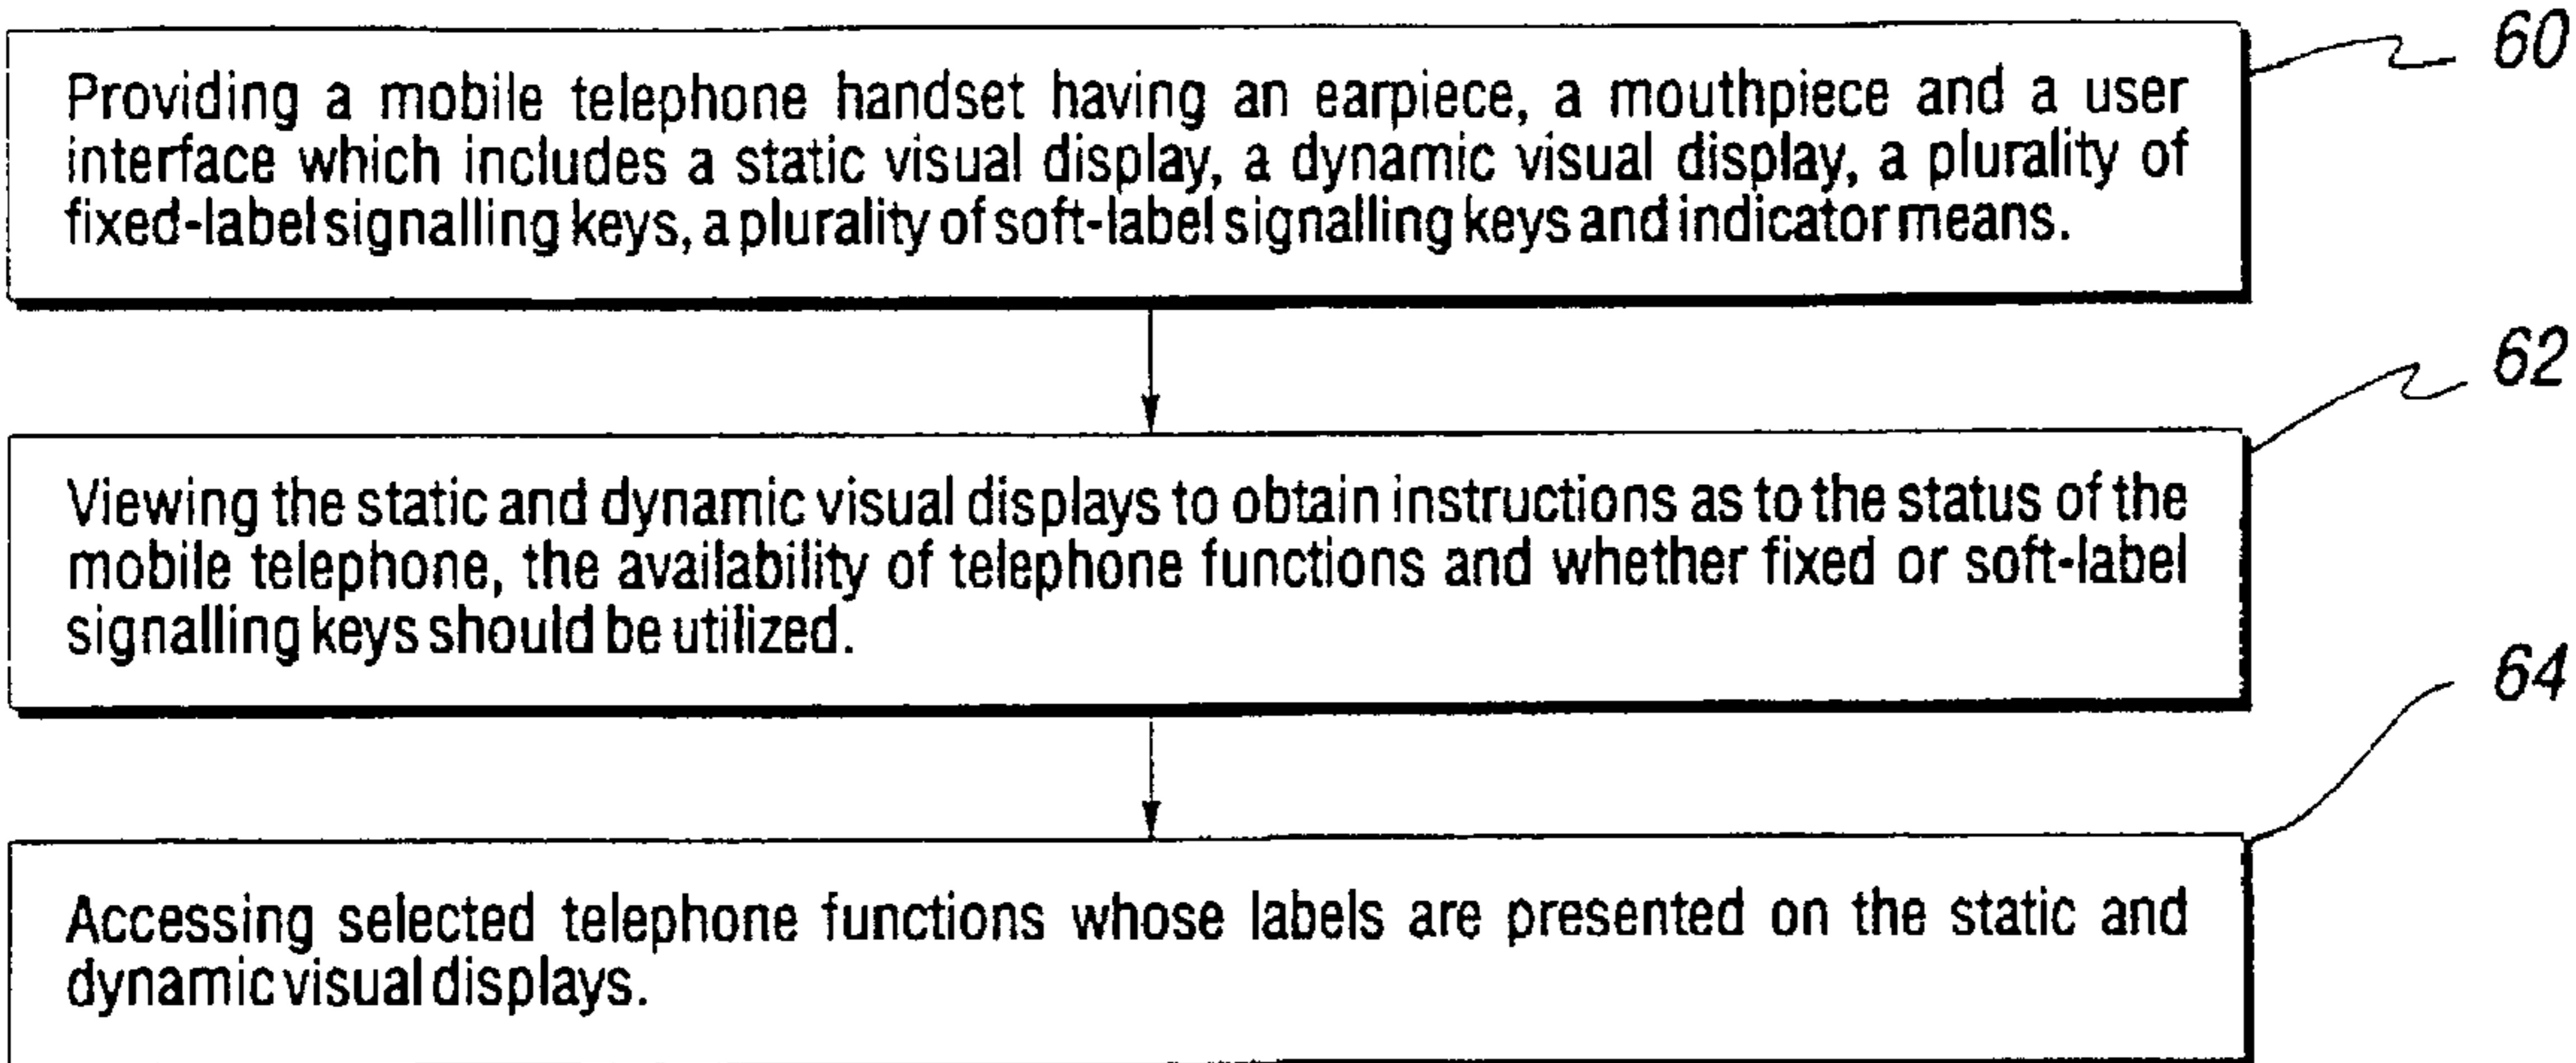 60
Providing a mobile telephone handset having an earpiece, a mouthpiece and a user
interface which includes a static visual display, a dynamic visual display, a plurality of
fixed-label signalling keys, a plurality of soft-label signalling keys and indicator means.
62
Viewing the static and dynamic visual displays to obtain instructions as to the status of the
mobile telephone, the availability of telephone functions and whether fixed or soft-label
signalling keys should be utilized.
64
Accessing selected telephone functions whose labels are presented on the static and
dynamic visual displays.